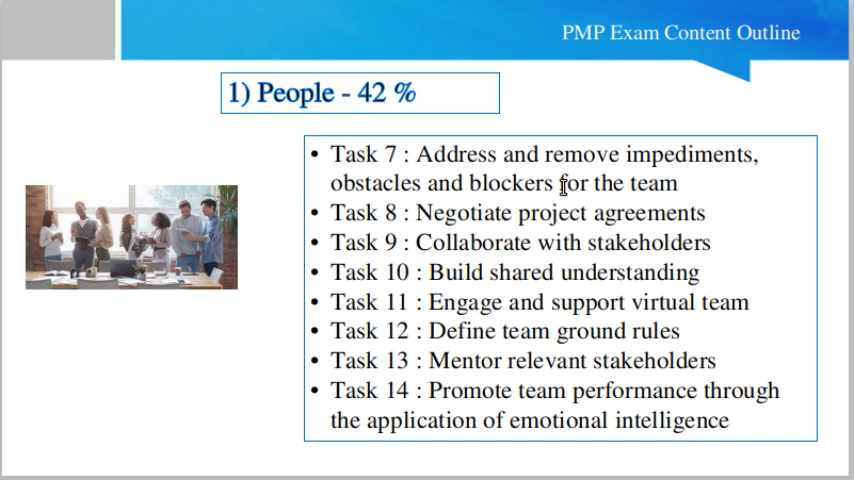 PMP Exam Content Outline
1) People - 42 %
• Task 7 : Address and remove impediments,
obstacles and blockers for the team
• Task 8 : Negotiate project agreements
• Task 9 : Collaborate with stakeholders
• Task 10 : Build shared understanding
• Task 11 : Engage and support virtual team
• Task 12 : Define team ground rules
• Task 13 : Mentor relevant stakeholders
• Task 14 : Promote team performance through
the application of emotional intelligence